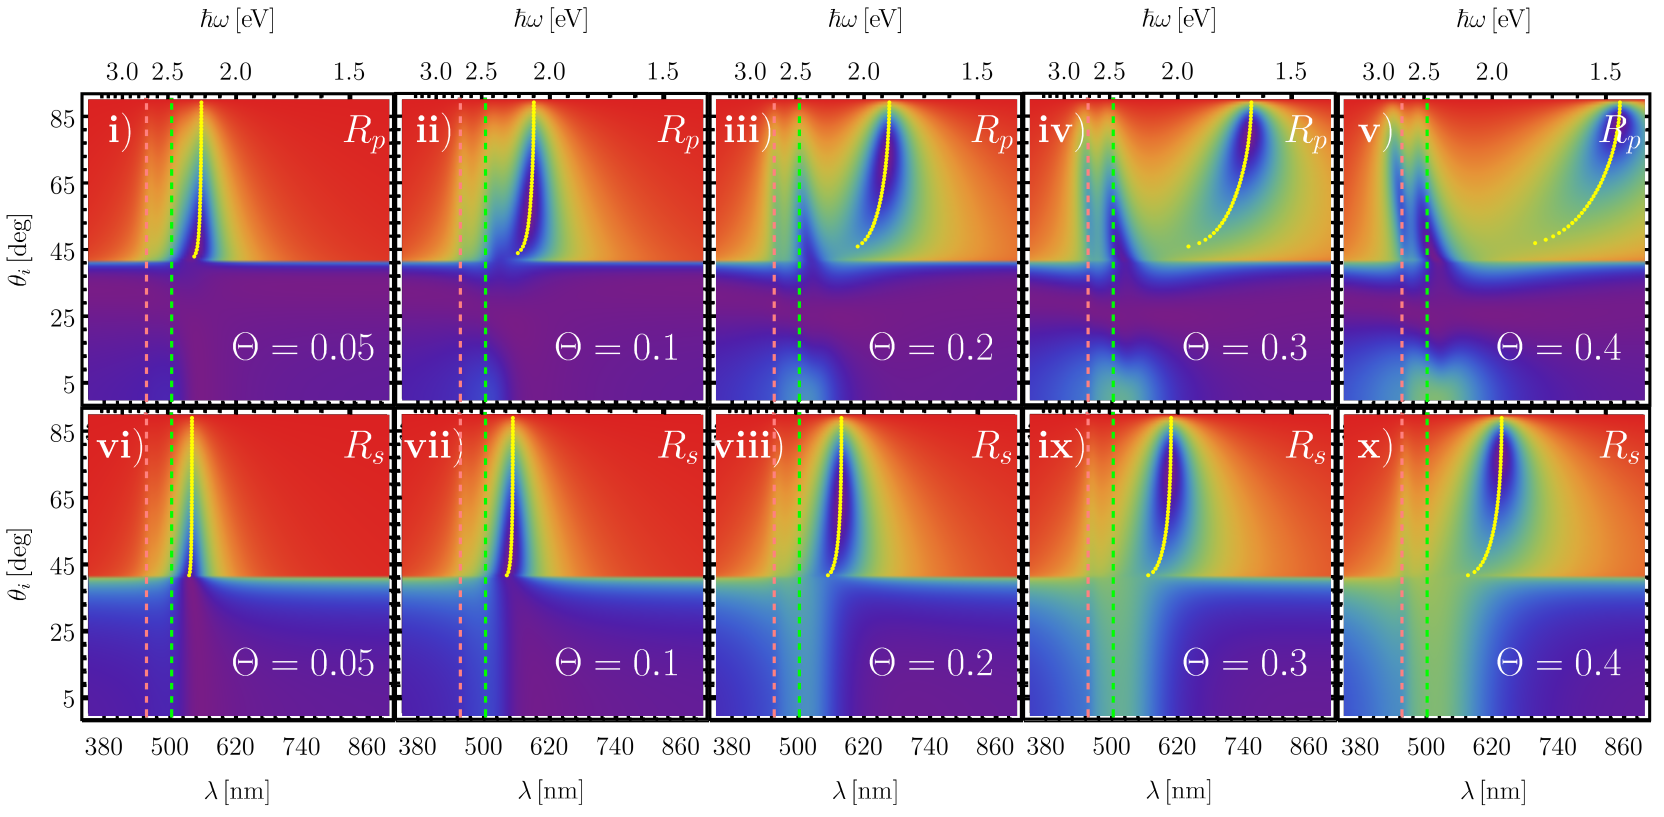 ℏω [eV] ℏω [eV] ℏω [eV] ℏω [eV] ℏω [eV]
3.0 2.5 2.0 1.5 3.0 2.5 2.0 1.5 3.0 2.5 2.0 1.5 3.0 2.5 2.0 1.5 3.0 2.5 2.0 1.5
85
i) R_p ii) R_p iii) R_p iv) R_p v) R_p
65
45
θ_i [deg]
25
Θ = 0.05 Θ = 0.1 Θ = 0.2 Θ = 0.3 Θ = 0.4
5
85
vi) R_s vii) R_s viii) R_s ix) R_s x) R_s
65
45
θ_i [deg]
25
Θ = 0.05 Θ = 0.1 Θ = 0.2 Θ = 0.3 Θ = 0.4
5
380 500 620 740 860 380 500 620 740 860 380 500 620 740 860 380 500 620 740 860 380 500 620 740 860
λ [nm] λ [nm] λ [nm] λ [nm] λ [nm]